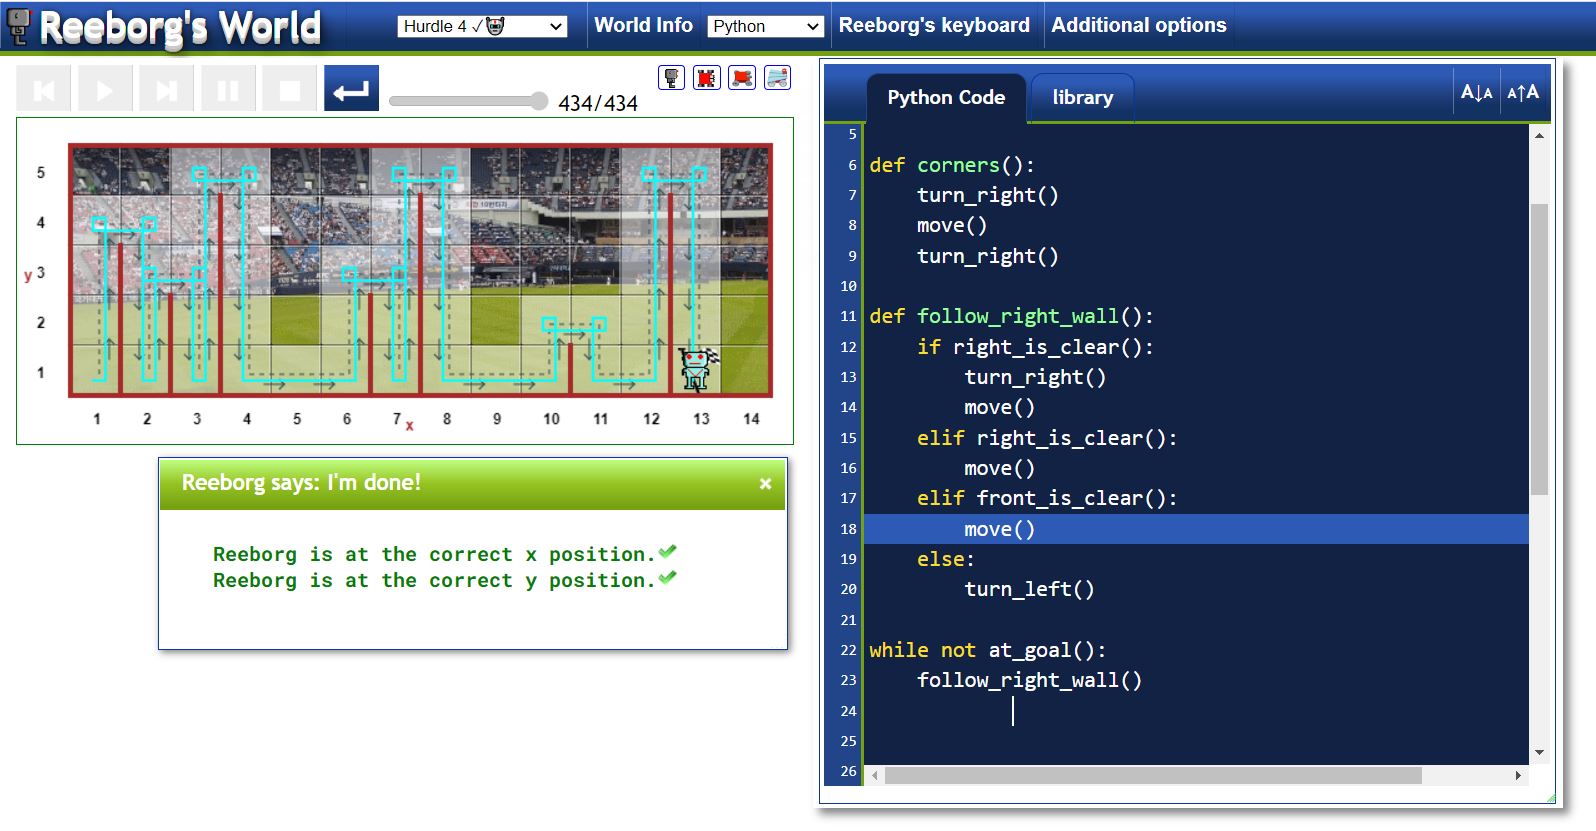 Reeborg's World
Hurdle 4 ✓
World Info
Python
Reeborg's keyboard
Additional options
434/434
5
4
y 3
2
1
1 2 3 4 5 6 7 8 9 10 11 12 13 14
x
Reeborg says: I'm done!
×
Reeborg is at the correct x position.
Reeborg is at the correct y position.
Python Code
library
A↓A A↑A
5
6 def corners():
7     turn_right()
8     move()
9     turn_right()
10
11 def follow_right_wall():
12     if right_is_clear():
13         turn_right()
14         move()
15     elif right_is_clear():
16         move()
17     elif front_is_clear():
18         move()
19     else:
20         turn_left()
21
22 while not at_goal():
23     follow_right_wall()
24
25
26